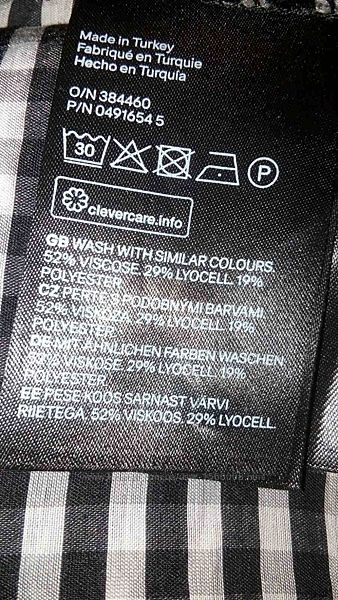 Made in Turkey
Fabriqué en Turquie
Hecho en Turquía
O/N 384460
P/N 0491654 5
30
P
clevercare.info
GB WASH WITH SIMILAR COLOURS.
52% VISCOSE. 29% LYOCELL. 19%
POLYESTER
CZ PERTE S PODOBNÝMI BARVAMI.
52% VISCOSE. 29% LYOCELL. 19%
POLYESTER
DE MIT ÄHNLICHEN FARBEN WASCHEN.
52% VISCOSE. 29% LYOCELL. 19%
POLYESTER
EE PESE KOOS SARNAST VÄRVI
RIIETEGA. 52% VISKOOS. 29% LYOCELL.